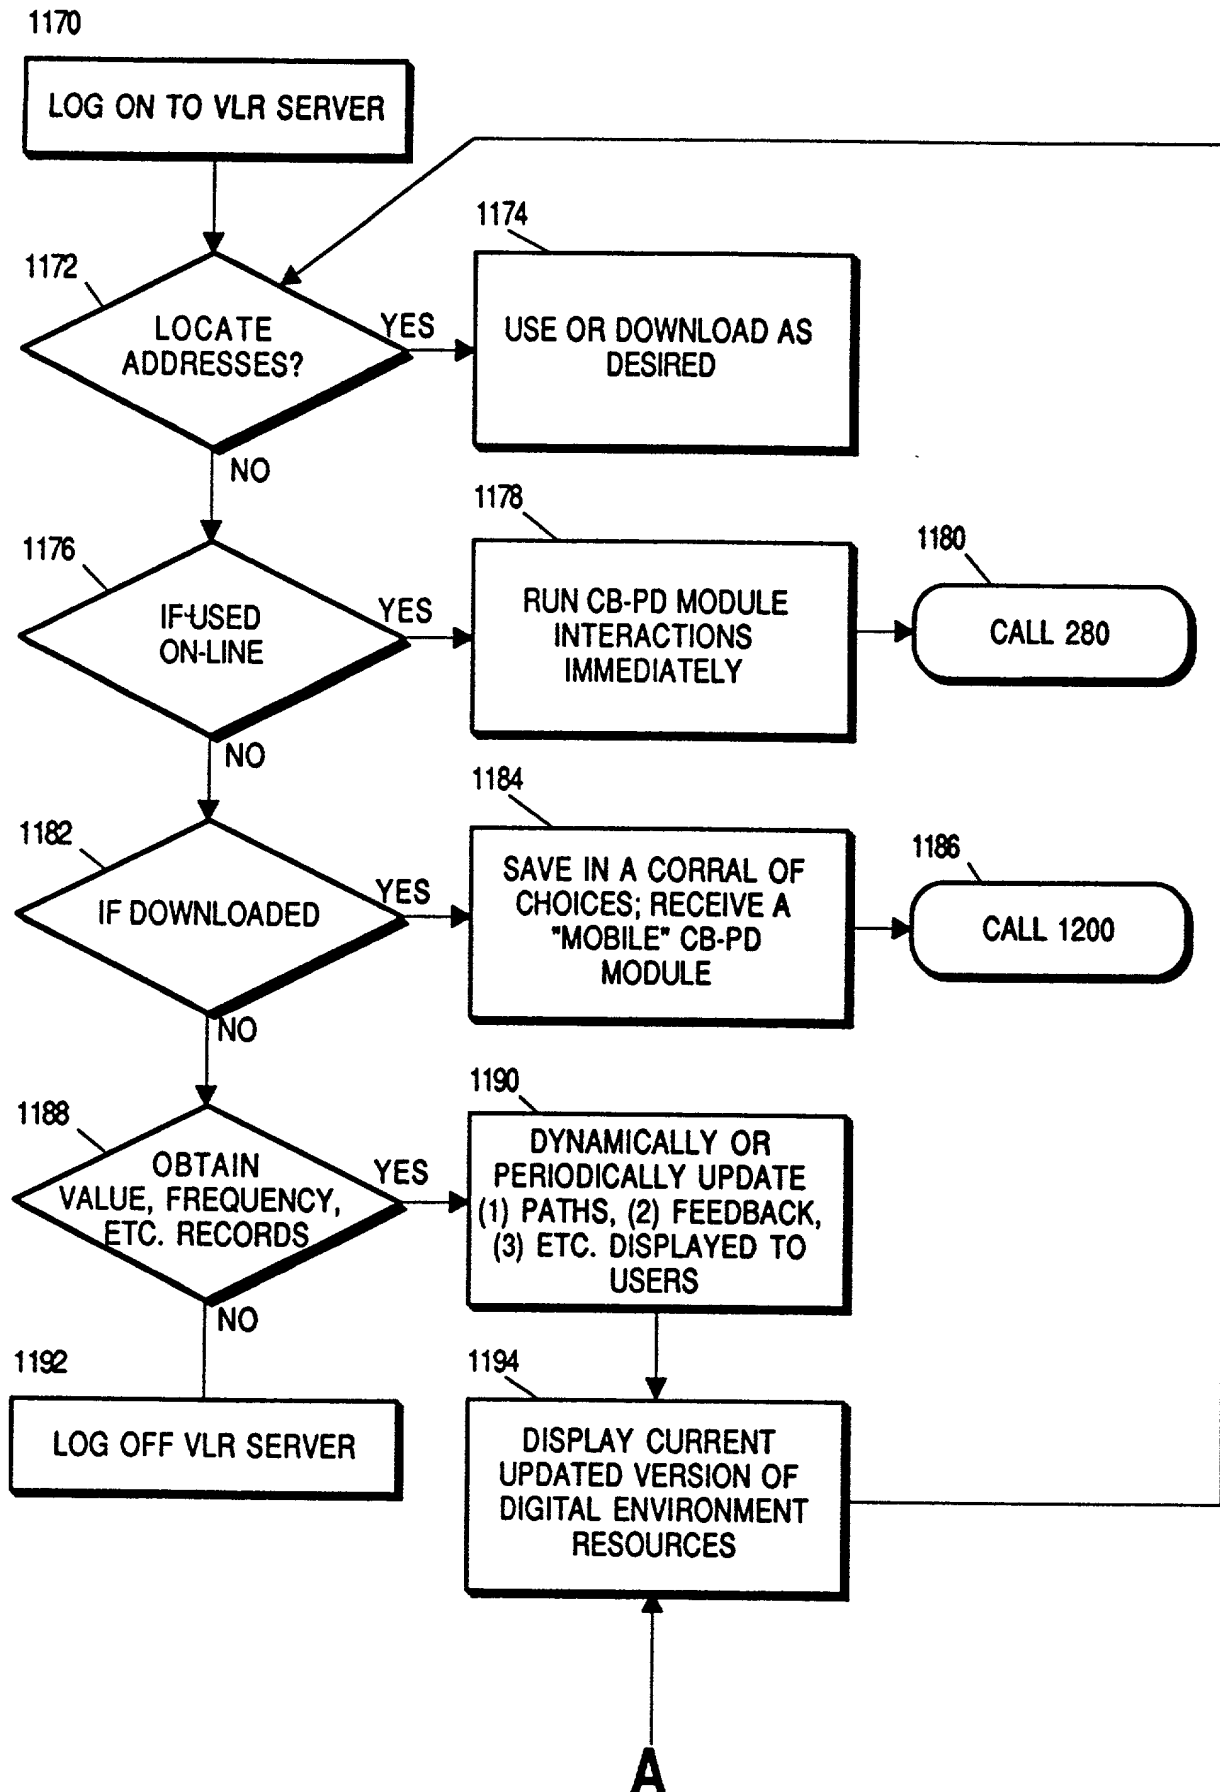 1170
LOG ON TO VLR SERVER
1172
LOCATE
ADDRESSES?
YES
NO
1174
USE OR DOWNLOAD AS
DESIRED
1176
IF-USED
ON-LINE
YES
NO
1178
RUN CB-PD MODULE
INTERACTIONS
IMMEDIATELY
1180
CALL 280
1182
IF DOWNLOADED
YES
NO
1184
SAVE IN A CORRAL OF
CHOICES; RECEIVE A
"MOBILE" CB-PD
MODULE
1186
CALL 1200
1188
OBTAIN
VALUE, FREQUENCY,
ETC. RECORDS
YES
NO
1190
DYNAMICALLY OR
PERIODICALLY UPDATE
(1) PATHS, (2) FEEDBACK,
(3) ETC. DISPLAYED TO
USERS
1192
LOG OFF VLR SERVER
1194
DISPLAY CURRENT
UPDATED VERSION OF
DIGITAL ENVIRONMENT
RESOURCES
A